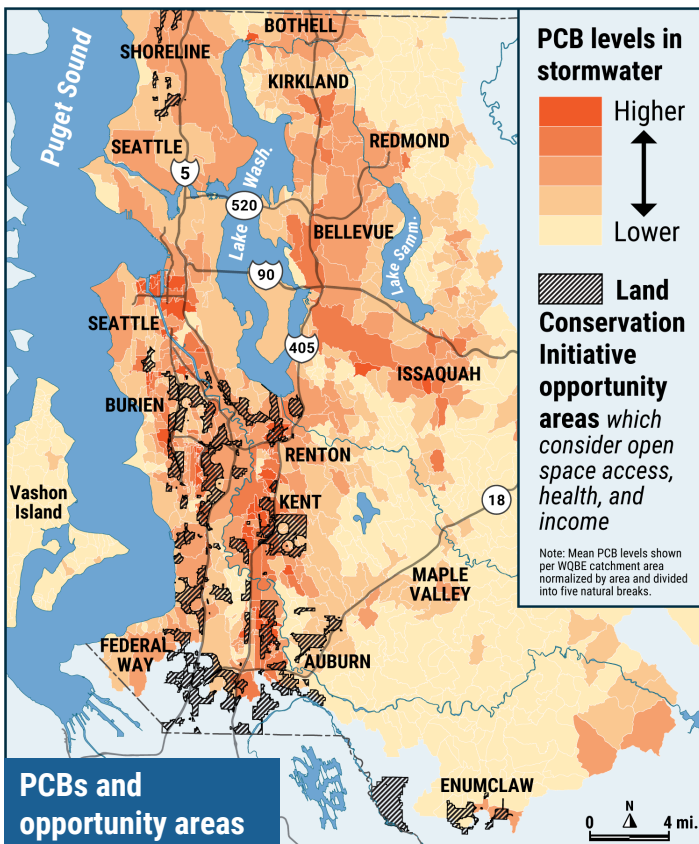 BOTHELL
SHORELINE
KIRKLAND
Puget Sound
SEATTLE
REDMOND
5
Lake Wash.
520
BELLEVUE
Lake Samm.
90
SEATTLE
405
ISSAQUAH
BURIEN
RENTON
Vashon
Island
KENT
18
MAPLE
VALLEY
FEDERAL
WAY
AUBURN
ENUMCLAW
PCB levels in
stormwater
Higher
Lower
Land
Conservation
Initiative
opportunity
areas which
consider open
space access,
health, and
income
Note: Mean PCB levels shown
per WQBE catchment area
normalized by area and divided
into five natural breaks.
PCBs and
opportunity areas
N
0 4 mi.